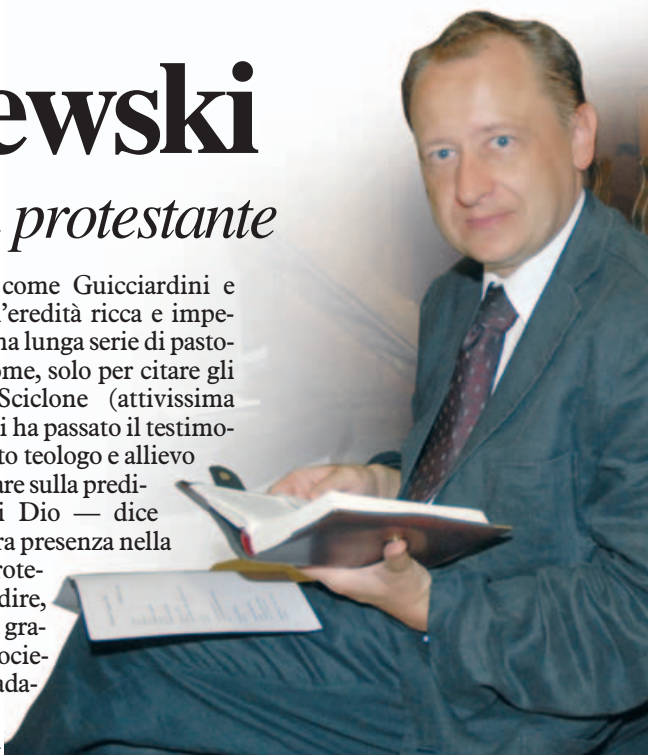 ewski
protestante
come Guicciardini e
l'eredità ricca e impe-
na lunga serie di pasto-
ome, solo per citare gli
Sciclone (attivissima
i ha passato il testimo-
to teologo e allievo
are sulla predi-
i Dio — dice
ra presenza nella
rote-
dire,
gra-
ocie-
ada-